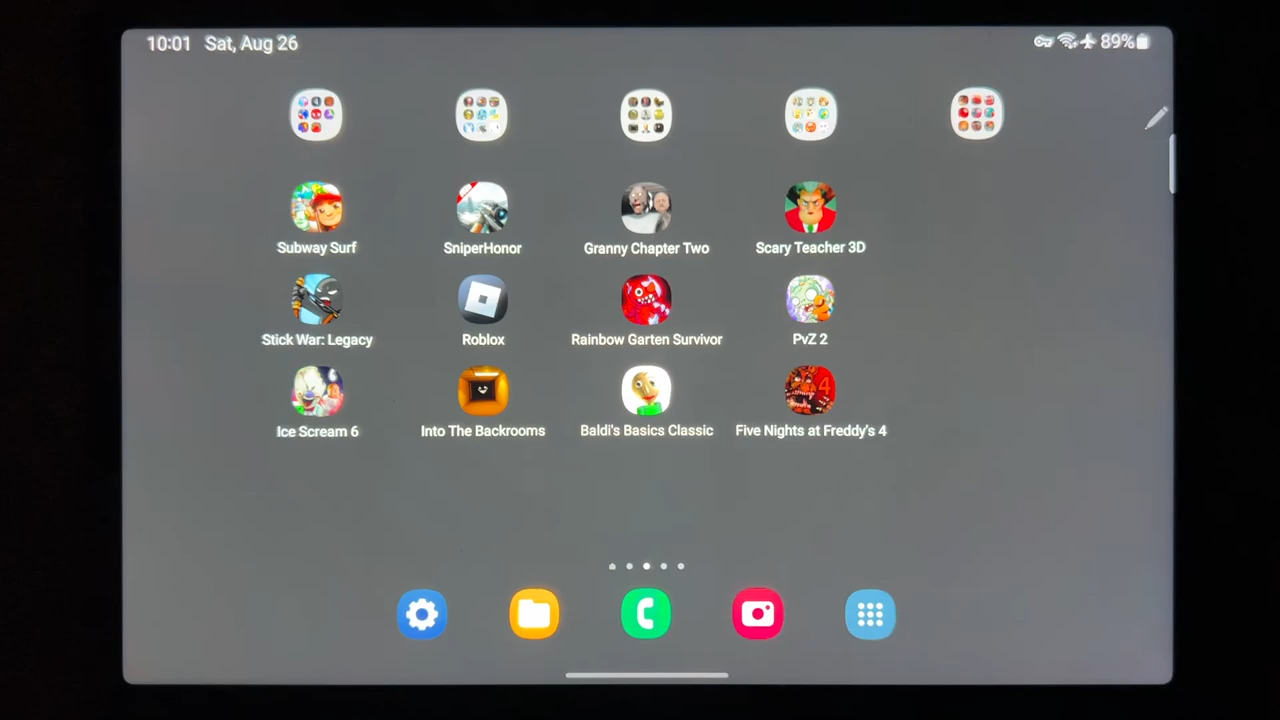 10:01 Sat, Aug 26
89%
Subway Surf
SniperHonor
Granny Chapter Two
Scary Teacher 3D
Stick War: Legacy
Roblox
Rainbow Garten Survivor
PvZ 2
6
4
Ice Scream 6
Into The Backrooms
Baldi's Basics Classic
Five Nights at Freddy's 4